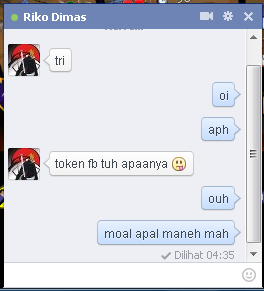 Riko Dimas
tri
oi
aph
token fb tuh apaanya
ouh
moal apal maneh mah
Dilihat 04:35